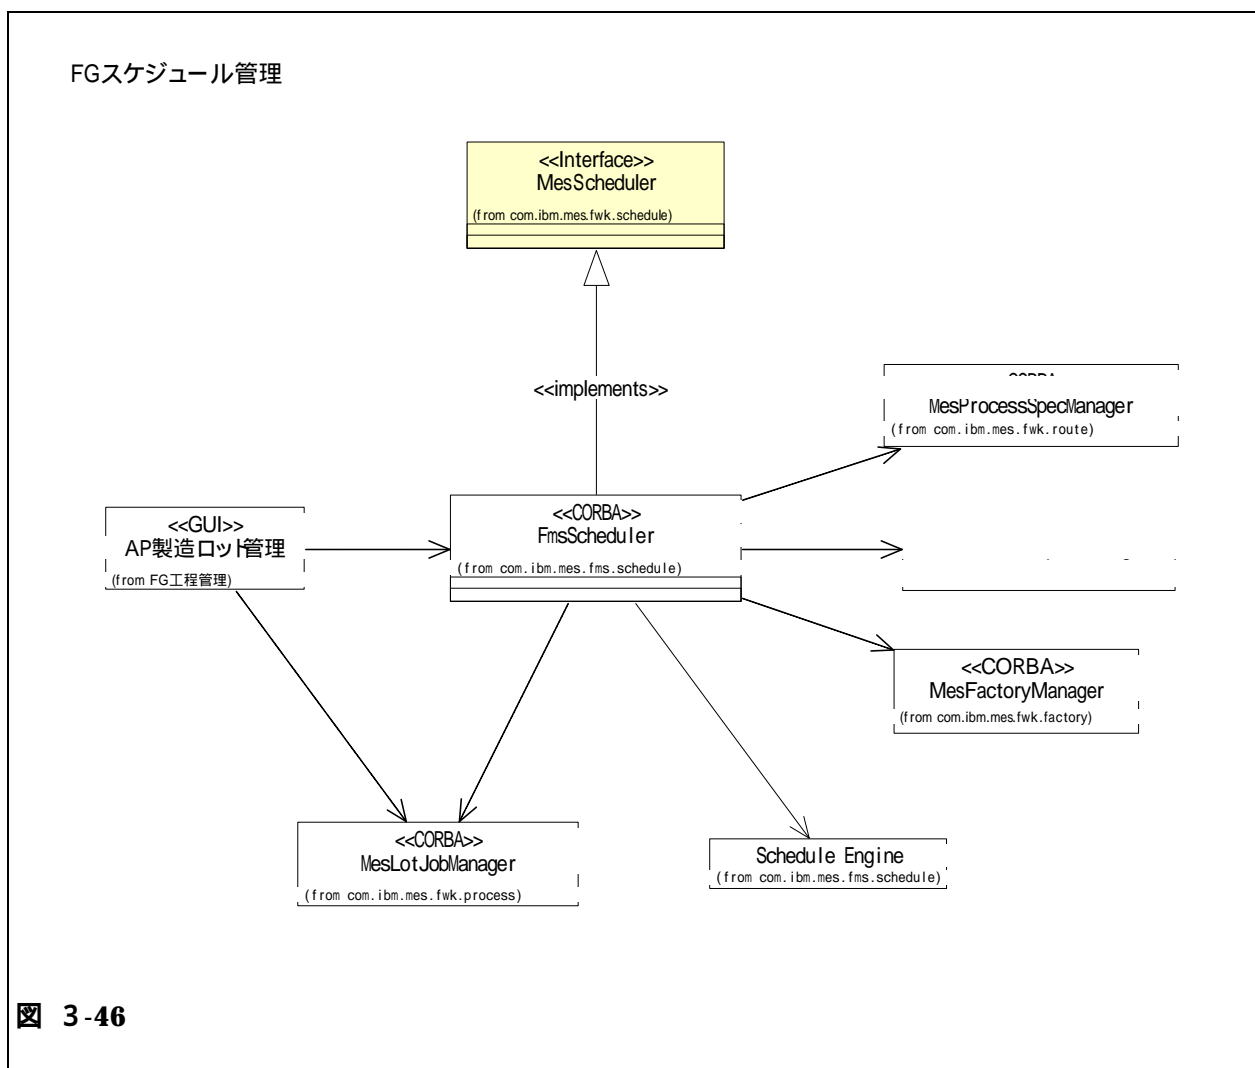 FGスケジュール管理
<<Interface>>
MesScheduler
(from com.ibm.mes.fwk.schedule)
<<implements>>
MesProcessSpecManager
(from com.ibm.mes.fwk.route)
<<CORBA>>
FmsScheduler
(from com.ibm.mes.fms.schedule)
<<GUI>>
AP製造ロット管理
(from FG工程管理)
<<CORBA>>
MesFactoryManager
(from com.ibm.mes.fwk.factory)
<<CORBA>>
MesLotJobManager
(from com.ibm.mes.fwk.process)
Schedule Engine
(from com.ibm.mes.fms.schedule)
図 3-46